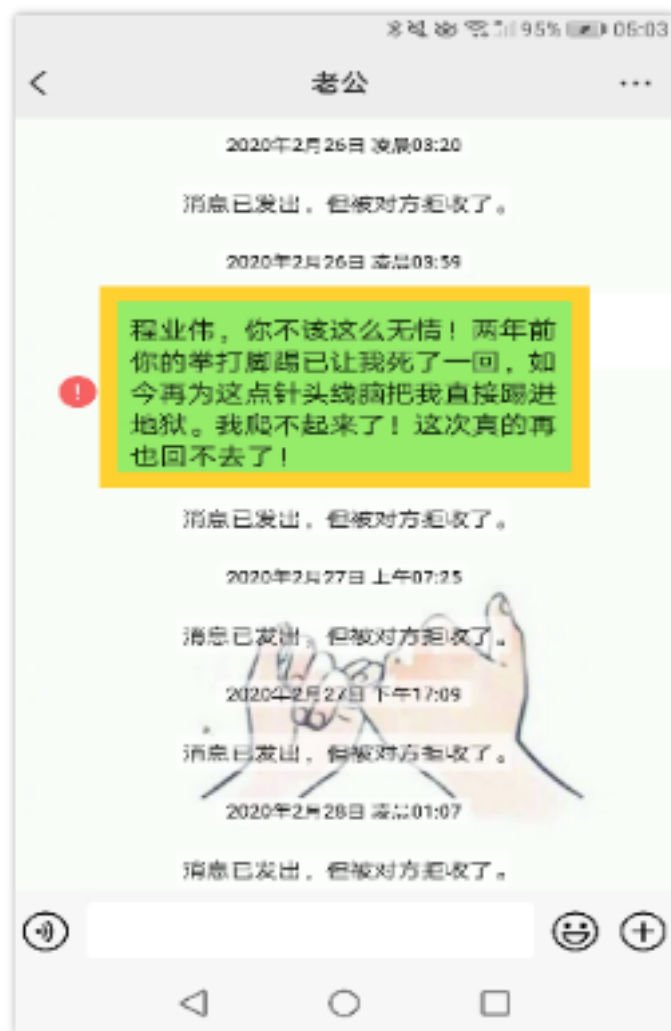 95% 05:03
老公
2020年2月26日 凌晨03:20
消息已发出，但被对方拒收了。
2020年2月26日 凌晨03:59
程业伟，你不该这么无情！两年前
你的举打脚踢已让我死了一回，如
今再为这点针头线脑把我直接踢进
地狱。我爬不起来了！这次真的再
也回不去了！
消息已发出，但被对方拒收了。
2020年2月27日 上午07:25
消息已发出，但被对方拒收了。
2020年2月27日 下午17:09
消息已发出，但被对方拒收了。
2020年2月28日 凌晨01:07
消息已发出，但被对方拒收了。